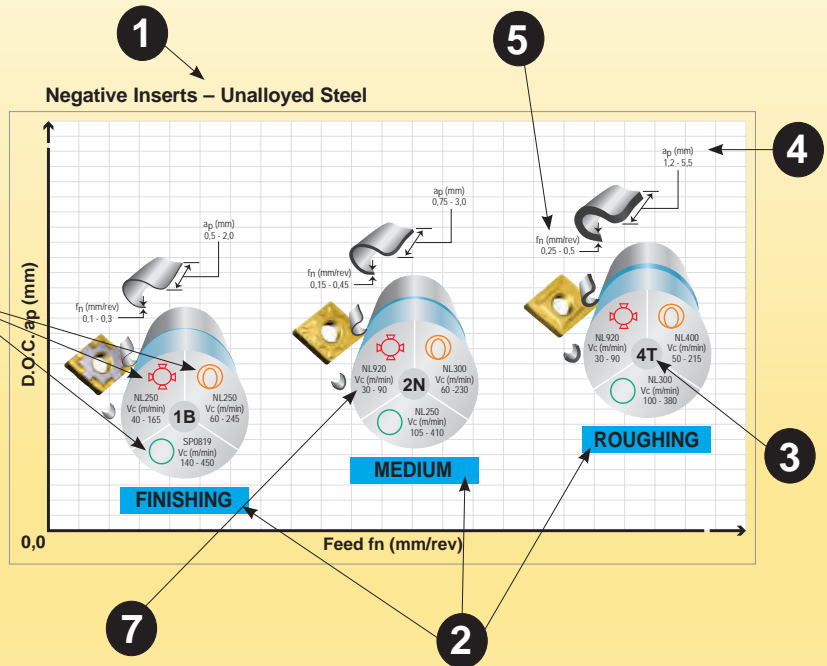 1
5
Negative Inserts – Unalloyed Steel
4
ap (mm)
1,2 - 5,5
ap (mm)
0,75 - 3,0
ap (mm)
0,5 - 2,0
fn (mm/rev)
0,25 - 0,5
fn (mm/rev)
0,15 - 0,45
fn (mm/rev)
0,1 - 0,3
D.O.C. ap (mm)
NL250
Vc (m/min)
40 - 165
NL250
Vc (m/min)
60 - 245
1B
SP0819
Vc (m/min)
140 - 450
FINISHING
NL920
Vc (m/min)
30 - 90
NL300
Vc (m/min)
60 -230
2N
NL250
Vc (m/min)
105 - 410
MEDIUM
NL920
Vc (m/min)
30 - 90
NL400
Vc (m/min)
50 - 215
4T
NL300
Vc (m/min)
100 - 380
ROUGHING
3
0,0
Feed fn (mm/rev)
7
2